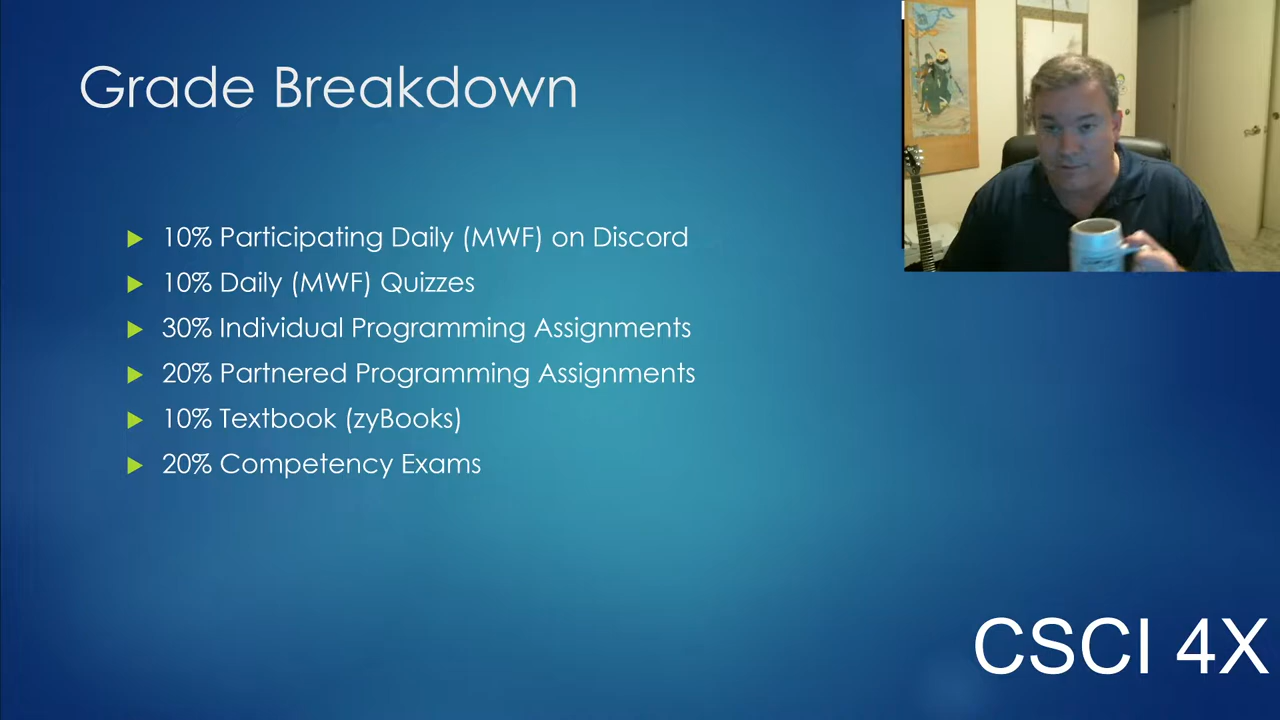 Grade Breakdown
10% Participating Daily (MWF) on Discord
10% Daily (MWF) Quizzes
30% Individual Programming Assignments
20% Partnered Programming Assignments
10% Textbook (zyBooks)
20% Competency Exams
CSCI 4X